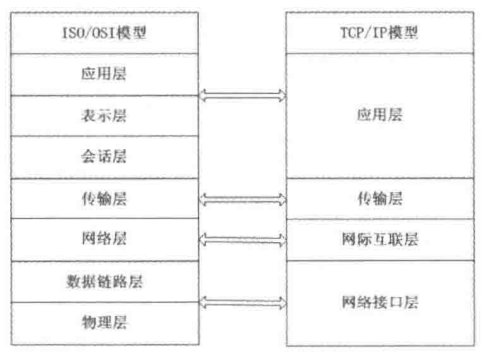 ISO/OSI模型
应用层
表示层
会话层
传输层
网络层
数据链路层
物理层
TCP/IP模型
应用层
传输层
网际互联层
网络接口层